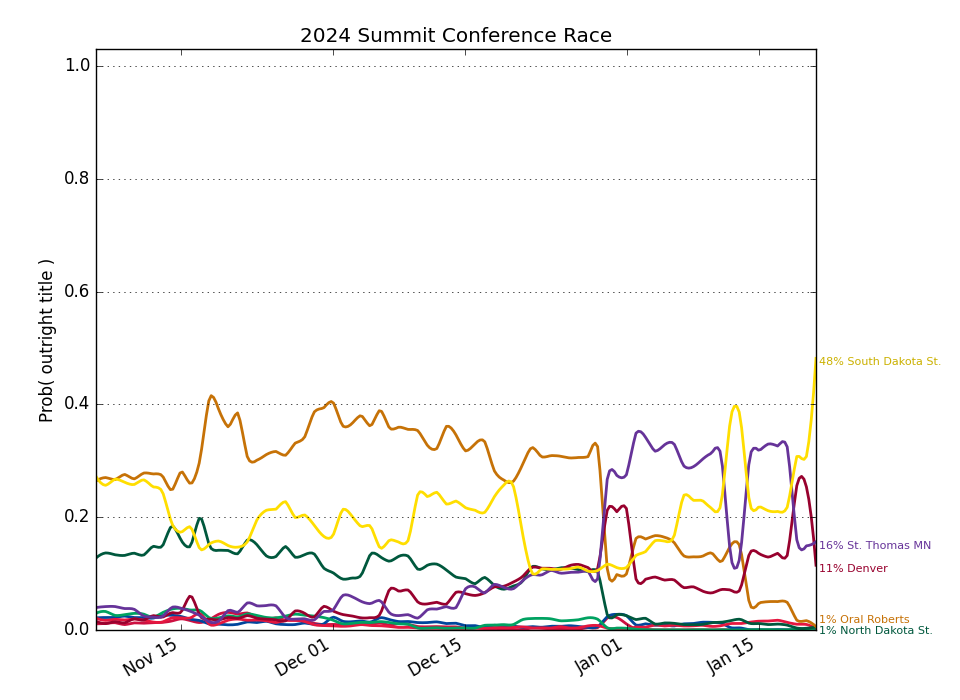 2024 Summit Conference Race
Prob( outright title )
1.0
0.8
0.6
0.4
0.2
0.0
Nov 15
Dec 01
Dec 15
Jan 01
Jan 15
48% South Dakota St.
16% St. Thomas MN
11% Denver
1% Oral Roberts
1% North Dakota St.